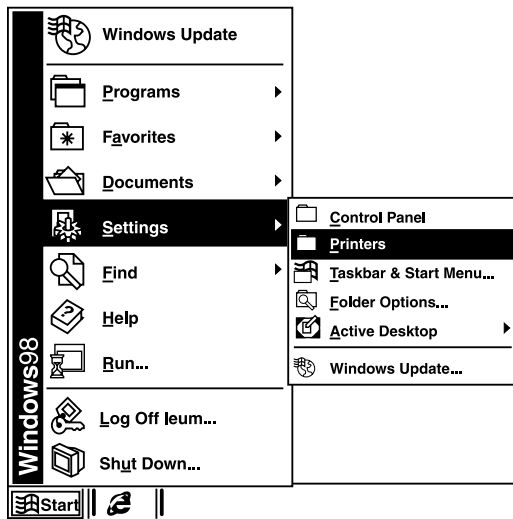 Windows Update
Programs
Favorites
Documents
Settings
Find
Help
Run...
Log Off Ieum...
Shut Down...
Windows98
Control Panel
Printers
Taskbar & Start Menu...
Folder Options...
Active Desktop
Windows Update...
Start